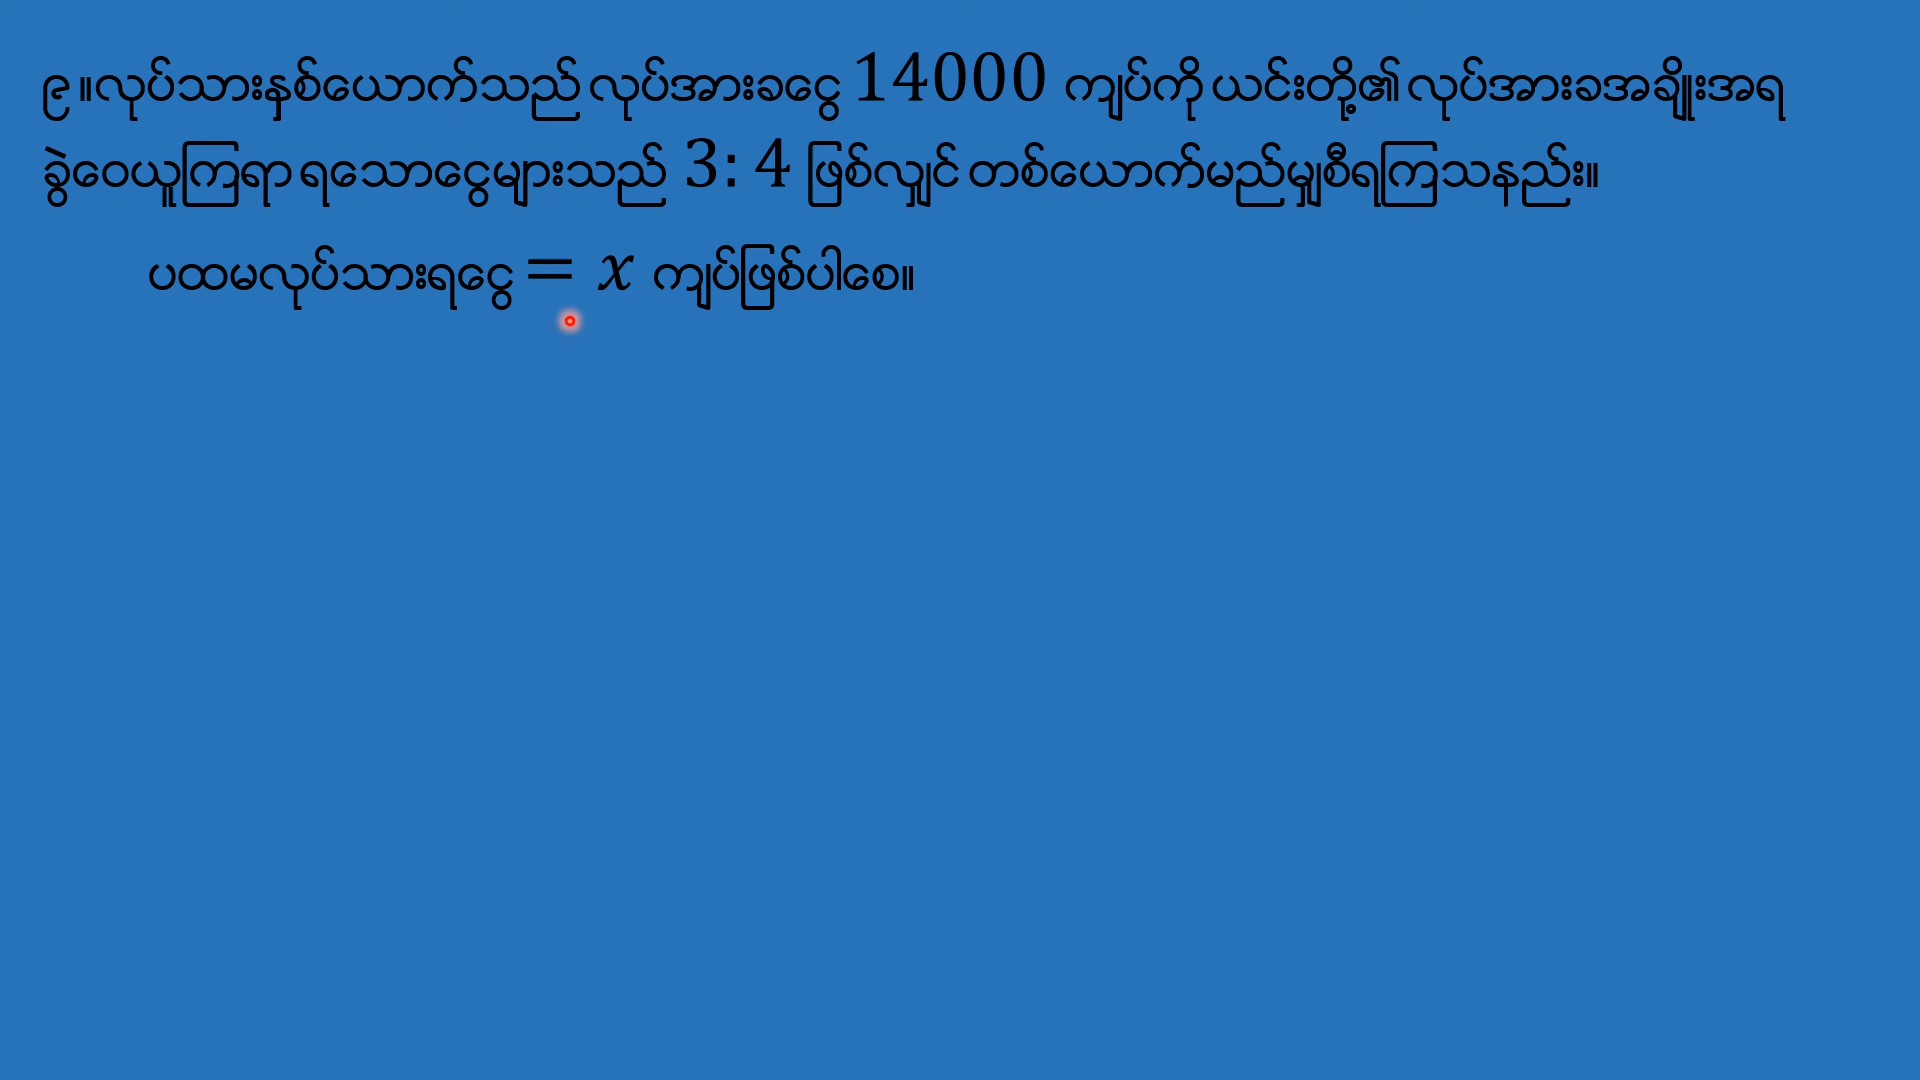 ၉။လုပ်သားနှစ်ယောက်သည် လုပ်အားခငွေ 14000 ကျပ်ကို ယင်းတို့၏ လုပ်အားခအချိုးအရ
ခွဲဝေယူကြရာ ရသောငွေများသည် 3: 4 ဖြစ်လျှင် တစ်ယောက်မည်မျှစီရကြသနည်း။
ပထမလုပ်သားရငွေ = x ကျပ်ဖြစ်ပါစေ။